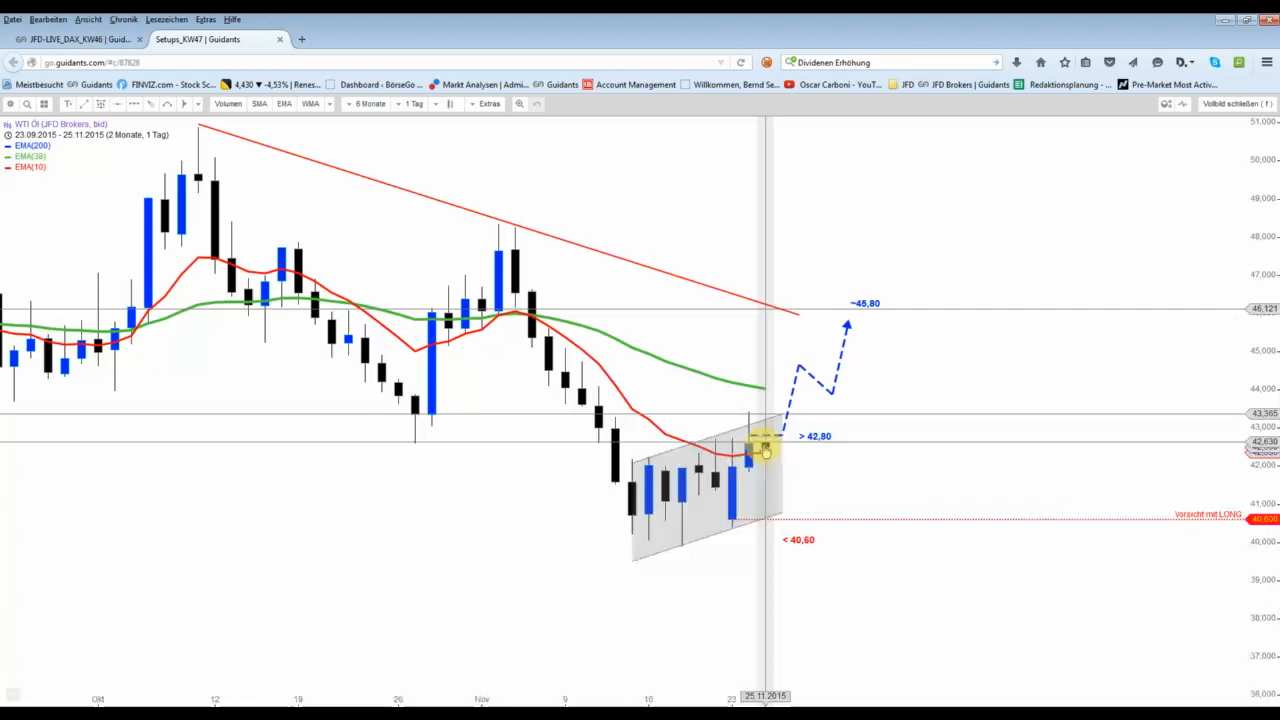 Datei Bearbeiten Ansicht Chronik Lesezeichen Extras Hilfe
JFD-LIVE_DAX_KW46 | Guid... Setups_KW47 | Guidants
go.guidants.com/#c/87828 Dividenen Erhöhung
Meistbesucht Guidants FINVIZ.com - Stock Sc... 4,430 ▼ -4,53% | Renes... Dashboard - BörseGo ... Markt Analysen | Admi... Guidants Account Management Willkommen, Bernd Se... Oscar Carboni - YouT... JFD JFD Brokers | Guidants Redaktionsplanung - ... Pre-Market Most Activ...
Volumen SMA EMA WMA 6 Monate 1 Tag Extras Vollbild schließen ( f )
WTI Öl (JFD Brokers, bid)
23.09.2015 - 25.11.2015 (2 Monate, 1 Tag)
EMA(200)
EMA(38)
EMA(10)
51,000
50,000
49,000
48,000
47,000
~45,80
46,121
45,000
44,000
43,365
43,000
> 42,80
42,630
42,000
41,000
Vorsicht mit LONG
40,600
< 40,60
40,000
39,000
38,000
37,000
36,000
Okt 12 19 26 Nov 9 16 23 25.11.2015